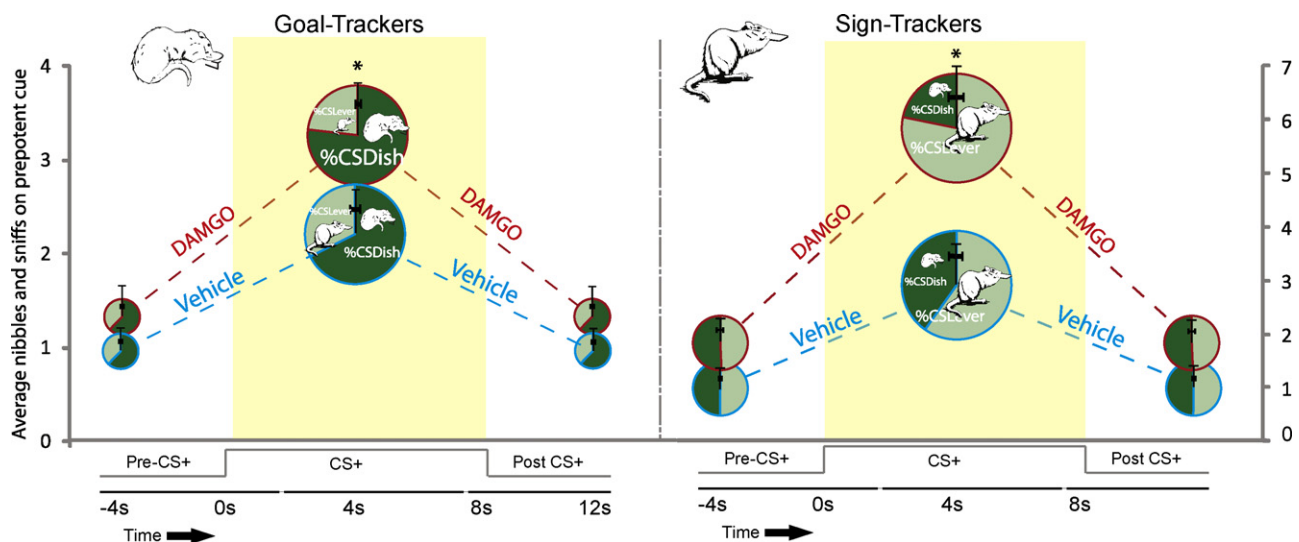 Goal-Trackers
Sign-Trackers
Average nibbles and sniffs on prepotent cue
4
3
2
1
0
*
%CSLever
%CSDish
%CSLever
%CSDish
DAMGO
DAMGO
Vehicle
Vehicle
Pre-CS+
CS+
Post CS+
-4s
0s
4s
8s
12s
Time
*
%CSDish
%CSLever
%CSDish
%CSLever
DAMGO
DAMGO
Vehicle
Vehicle
7
6
5
4
3
2
1
0
Pre-CS+
CS+
Post CS+
-4s
0s
4s
8s
Time